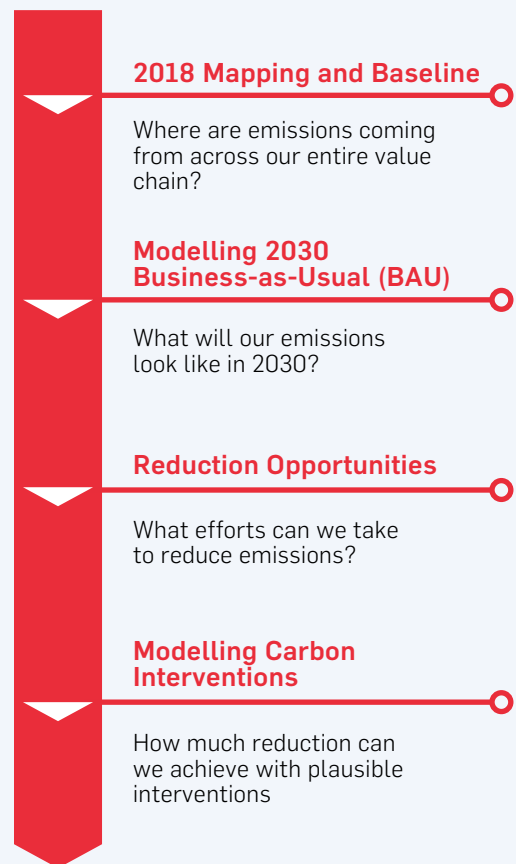 2018 Mapping and Baseline
Where are emissions coming
from across our entire value
chain?
Modelling 2030
Business-as-Usual (BAU)
What will our emissions
look like in 2030?
Reduction Opportunities
What efforts can we take
to reduce emissions?
Modelling Carbon
Interventions
How much reduction can
we achieve with plausible
interventions